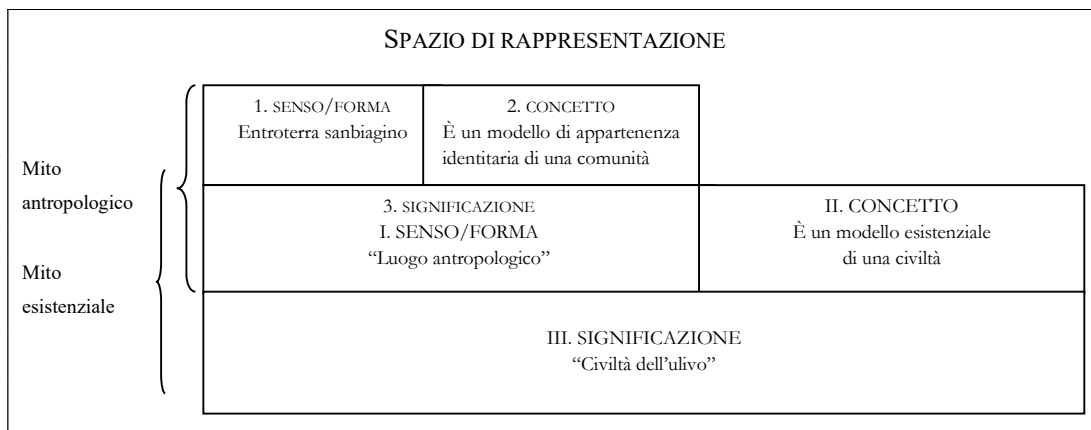 SPAZIO DI RAPPRESENTAZIONE
1. SENSO/FORMA
Entroterra sanbiagino
2. CONCETTO
È un modello di appartenenza
identitaria di una comunità
Mito
antropologico
3. SIGNIFICAZIONE
I. SENSO/FORMA
“Luogo antropologico”
II. CONCETTO
È un modello esistenziale
di una civiltà
Mito
esistenziale
III. SIGNIFICAZIONE
“Civiltà dell’ulivo”